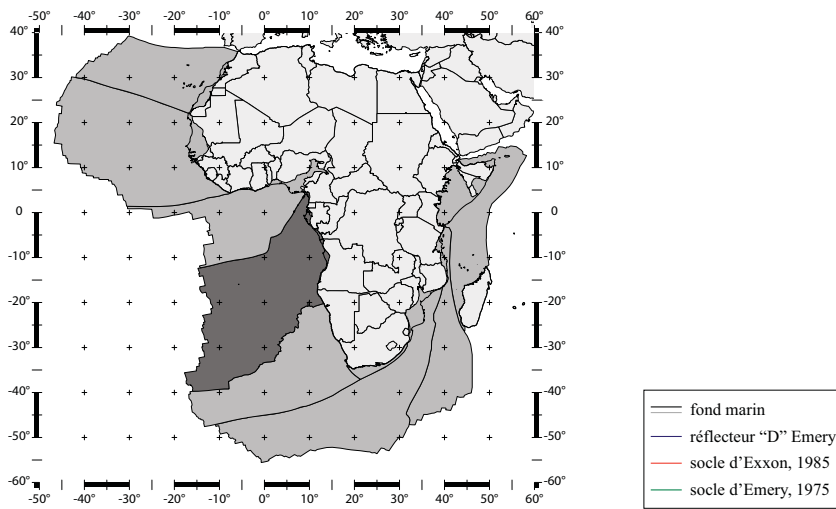 -50° -40° -30° -20° -10° 0° 10° 20° 30° 40° 50° 60°
40° 40°
30° 30°
20° 20°
10° 10°
0 0
-10° -10°
-20° -20°
-30° -30°
-40° -40°
-50° -50°
-60° -60°
-50° -40° -30° -20° -10° 0° 10° 20° 30° 40° 50° 60°
fond marin
réflecteur “D” Emery
socle d’Exxon, 1985
socle d’Emery, 1975